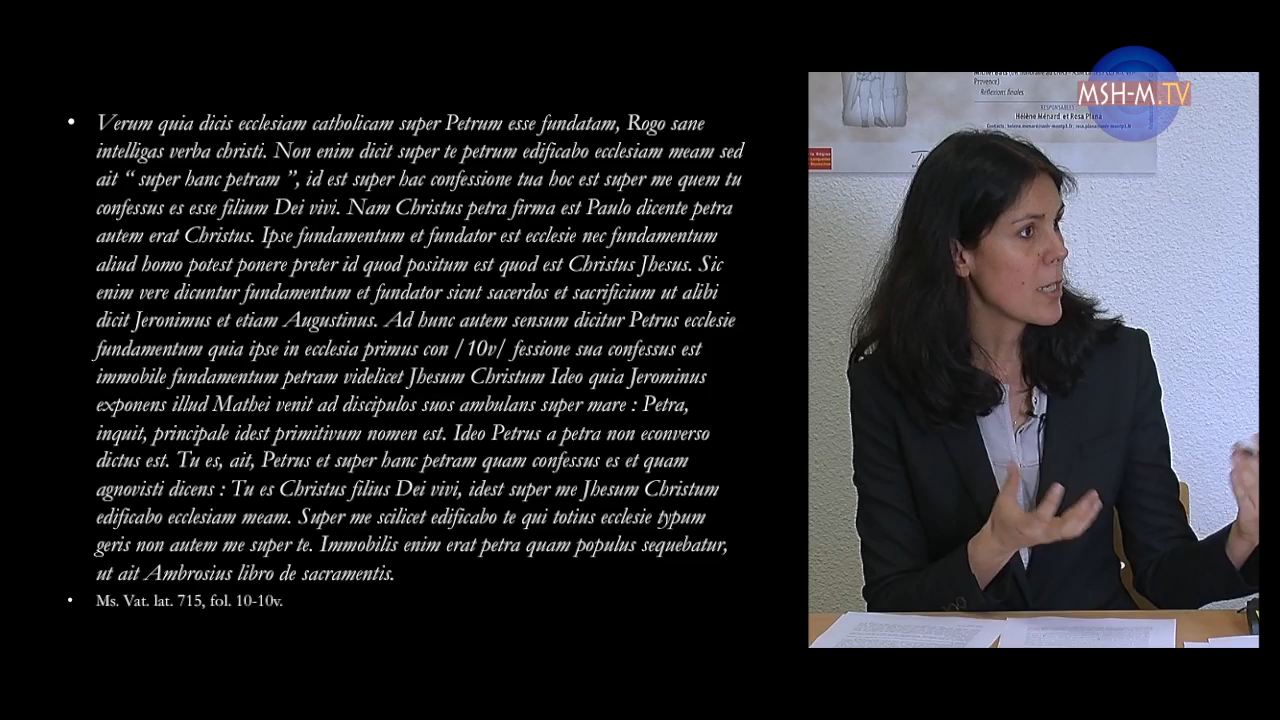 • Verum quia dicis ecclesiam catholicam super Petrum esse fundatam, Rogo sane
intelligas verba christi. Non enim dicit super te petrum edificabo ecclesiam meam sed
ait “ super hanc petram ”, id est super hac confessione tua hoc est super me quem tu
confessus es esse filium Dei vivi. Nam Christus petra firma est Paulo dicente petra
autem erat Christus. Ipse fundamentum et fundator est ecclesie nec fundamentum
aliud homo potest ponere preter id quod positum est quod est Christus Jhesus. Sic
enim vere dicuntur fundamentum et fundator sicut sacerdos et sacrificium ut alibi
dicit Jeronimus et etiam Augustinus. Ad hunc autem sensum dicitur Petrus ecclesie
fundamentum quia ipse in ecclesia primus con /10v/ fessione sua confessus est
immobile fundamentum petram videlicet Jhesum Christum Ideo quia Jerominus
exponens illud Mathei venit ad discipulos suos ambulans super mare : Petra,
inquit, principale idest primitivum nomen est. Ideo Petrus a petra non econverso
dictus est. Tu es, ait, Petrus et super hanc petram quam confessus es et quam
agnovisti dicens : Tu es Christus filius Dei vivi, idest super me Jhesum Christum
edificabo ecclesiam meam. Super me scilicet edificabo te qui totius ecclesie typum
geris non autem me super te. Immobilis enim erat petra quam populus sequebatur,
ut ait Ambrosius libro de sacramentis.
• Ms. Vat. lat. 715, fol. 10-10v.
MSH-M.TV
Provence)
Réflexions finales
RESPONSABLES
Hélène Ménard et Rosa Plana